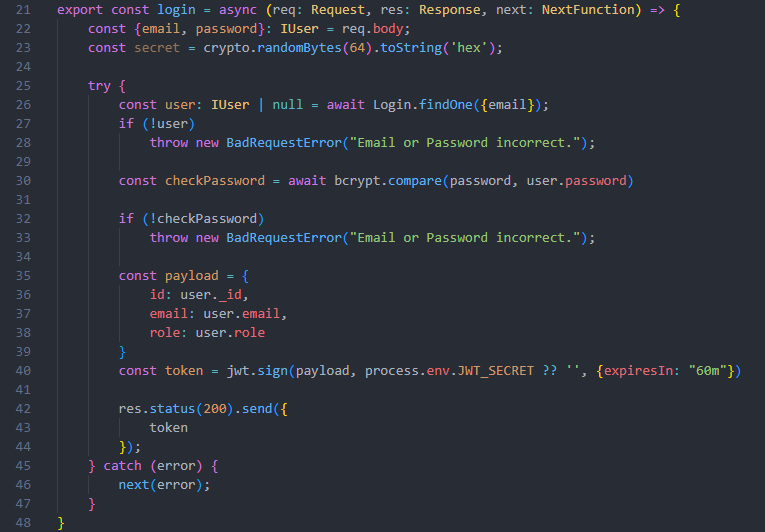 21 export const login = async (req: Request, res: Response, next: NextFunction) => {
22     const {email, password}: IUser = req.body;
23     const secret = crypto.randomBytes(64).toString('hex');
24
25     try {
26         const user: IUser | null = await Login.findOne({email});
27         if (!user)
28             throw new BadRequestError("Email or Password incorrect.");
29
30         const checkPassword = await bcrypt.compare(password, user.password)
31
32         if (!checkPassword)
33             throw new BadRequestError("Email or Password incorrect.");
34
35         const payload = {
36             id: user._id,
37             email: user.email,
38             role: user.role
39         }
40         const token = jwt.sign(payload, process.env.JWT_SECRET ?? '', {expiresIn: "60m"})
41
42         res.status(200).send({
43             token
44         });
45     } catch (error) {
46         next(error);
47     }
48 }